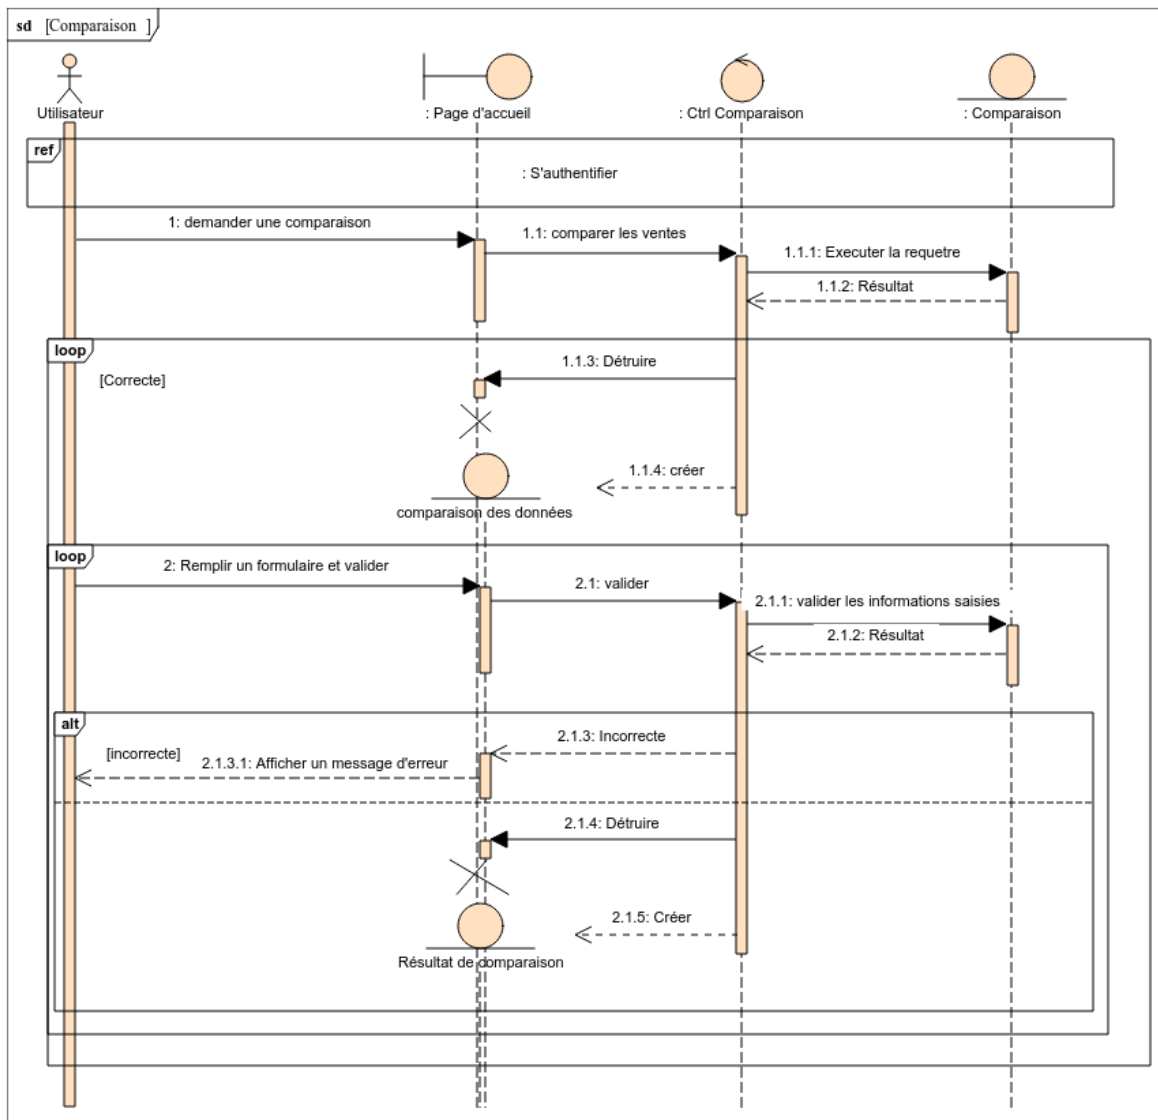 sd [Comparaison ]
Utilisateur
: Page d'accueil
: Ctrl Comparaison
: Comparaison
ref
: S'authentifier
1: demander une comparaison
1.1: comparer les ventes
1.1.1: Executer la requetre
1.1.2: Résultat
loop
[Correcte]
1.1.3: Détruire
1.1.4: créer
comparaison des données
loop
2: Remplir un formulaire et valider
2.1: valider
2.1.1: valider les informations saisies
2.1.2: Résultat
alt
[incorrecte]
2.1.3: Incorrecte
2.1.3.1: Afficher un message d'erreur
2.1.4: Détruire
2.1.5: Créer
Résultat de comparaison